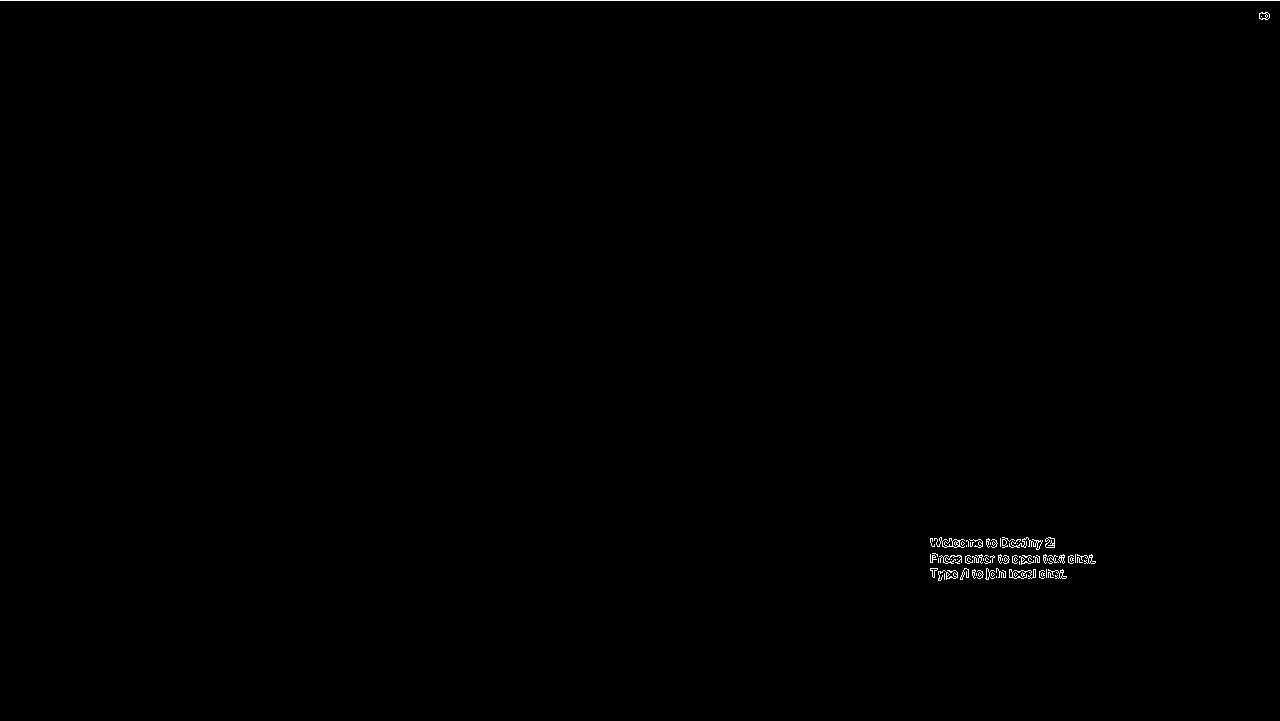 Welcome to Destiny 2!
Press enter to open text chat.
Type /l to join local chat.